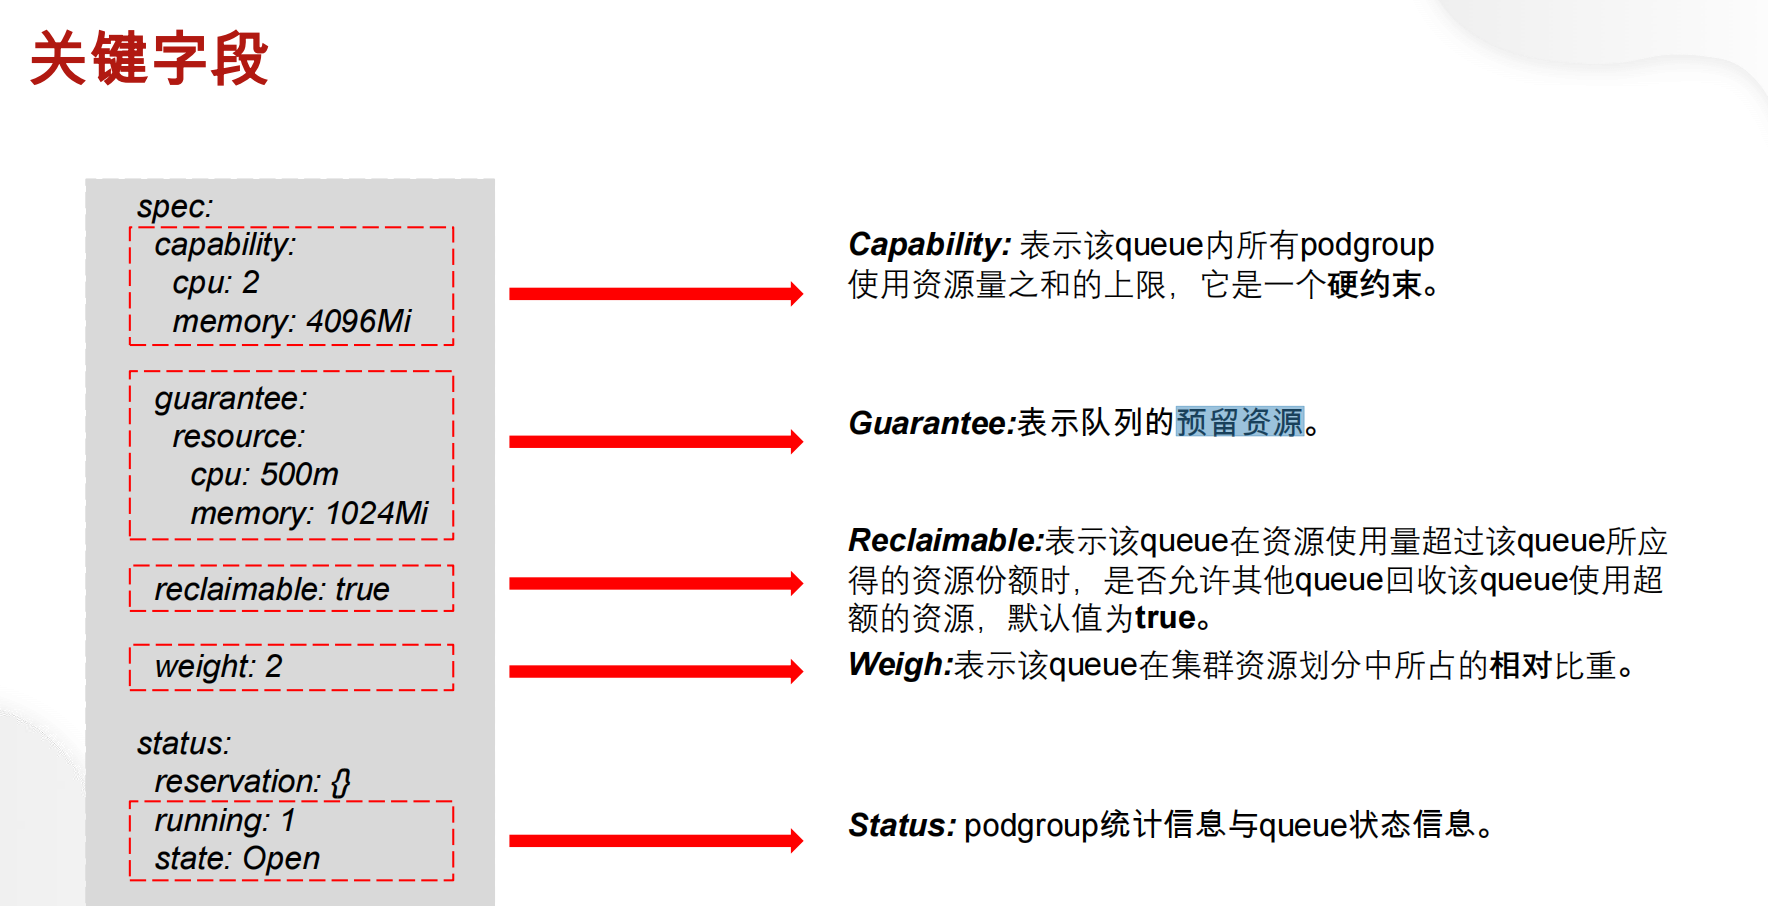 关键字段
spec:
capability:
cpu: 2
memory: 4096Mi
guarantee:
resource:
cpu: 500m
memory: 1024Mi
reclaimable: true
weight: 2
status:
reservation: {}
running: 1
state: Open
Capability: 表示该queue内所有podgroup
使用资源量之和的上限，它是一个硬约束。
Guarantee:表示队列的预留资源。
Reclaimable:表示该queue在资源使用量超过该queue所应
得的资源份额时，是否允许其他queue回收该queue使用超
额的资源，默认值为true。
Weigh:表示该queue在集群资源划分中所占的相对比重。
Status: podgroup统计信息与queue状态信息。